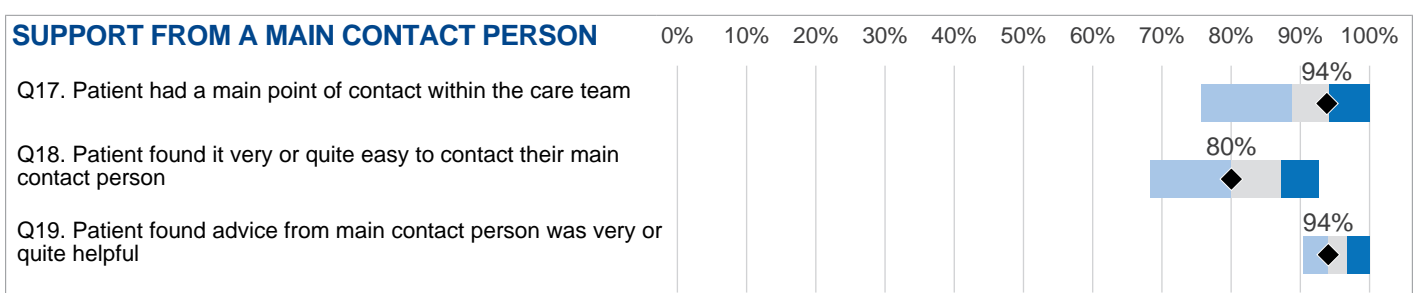 SUPPORT FROM A MAIN CONTACT PERSON 0% 10% 20% 30% 40% 50% 60% 70% 80% 90% 100%
94%
Q17. Patient had a main point of contact within the care team
80%
Q18. Patient found it very or quite easy to contact their main
contact person
94%
Q19. Patient found advice from main contact person was very or
quite helpful